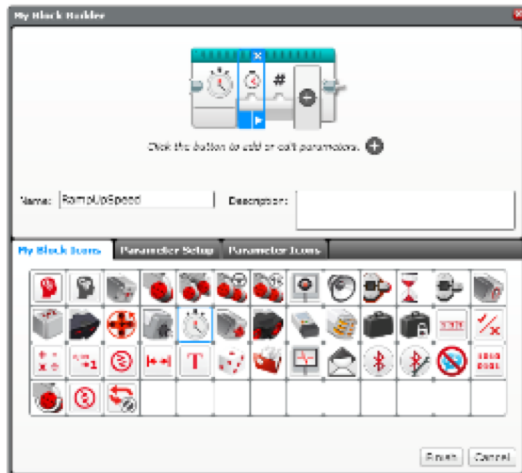 My Block Builder
#
Click the button to add or edit parameters.
Name: RampUpSpeed
Description:
My Block Icons
Parameter Setup
Parameter Icons
T
Finish
Cancel